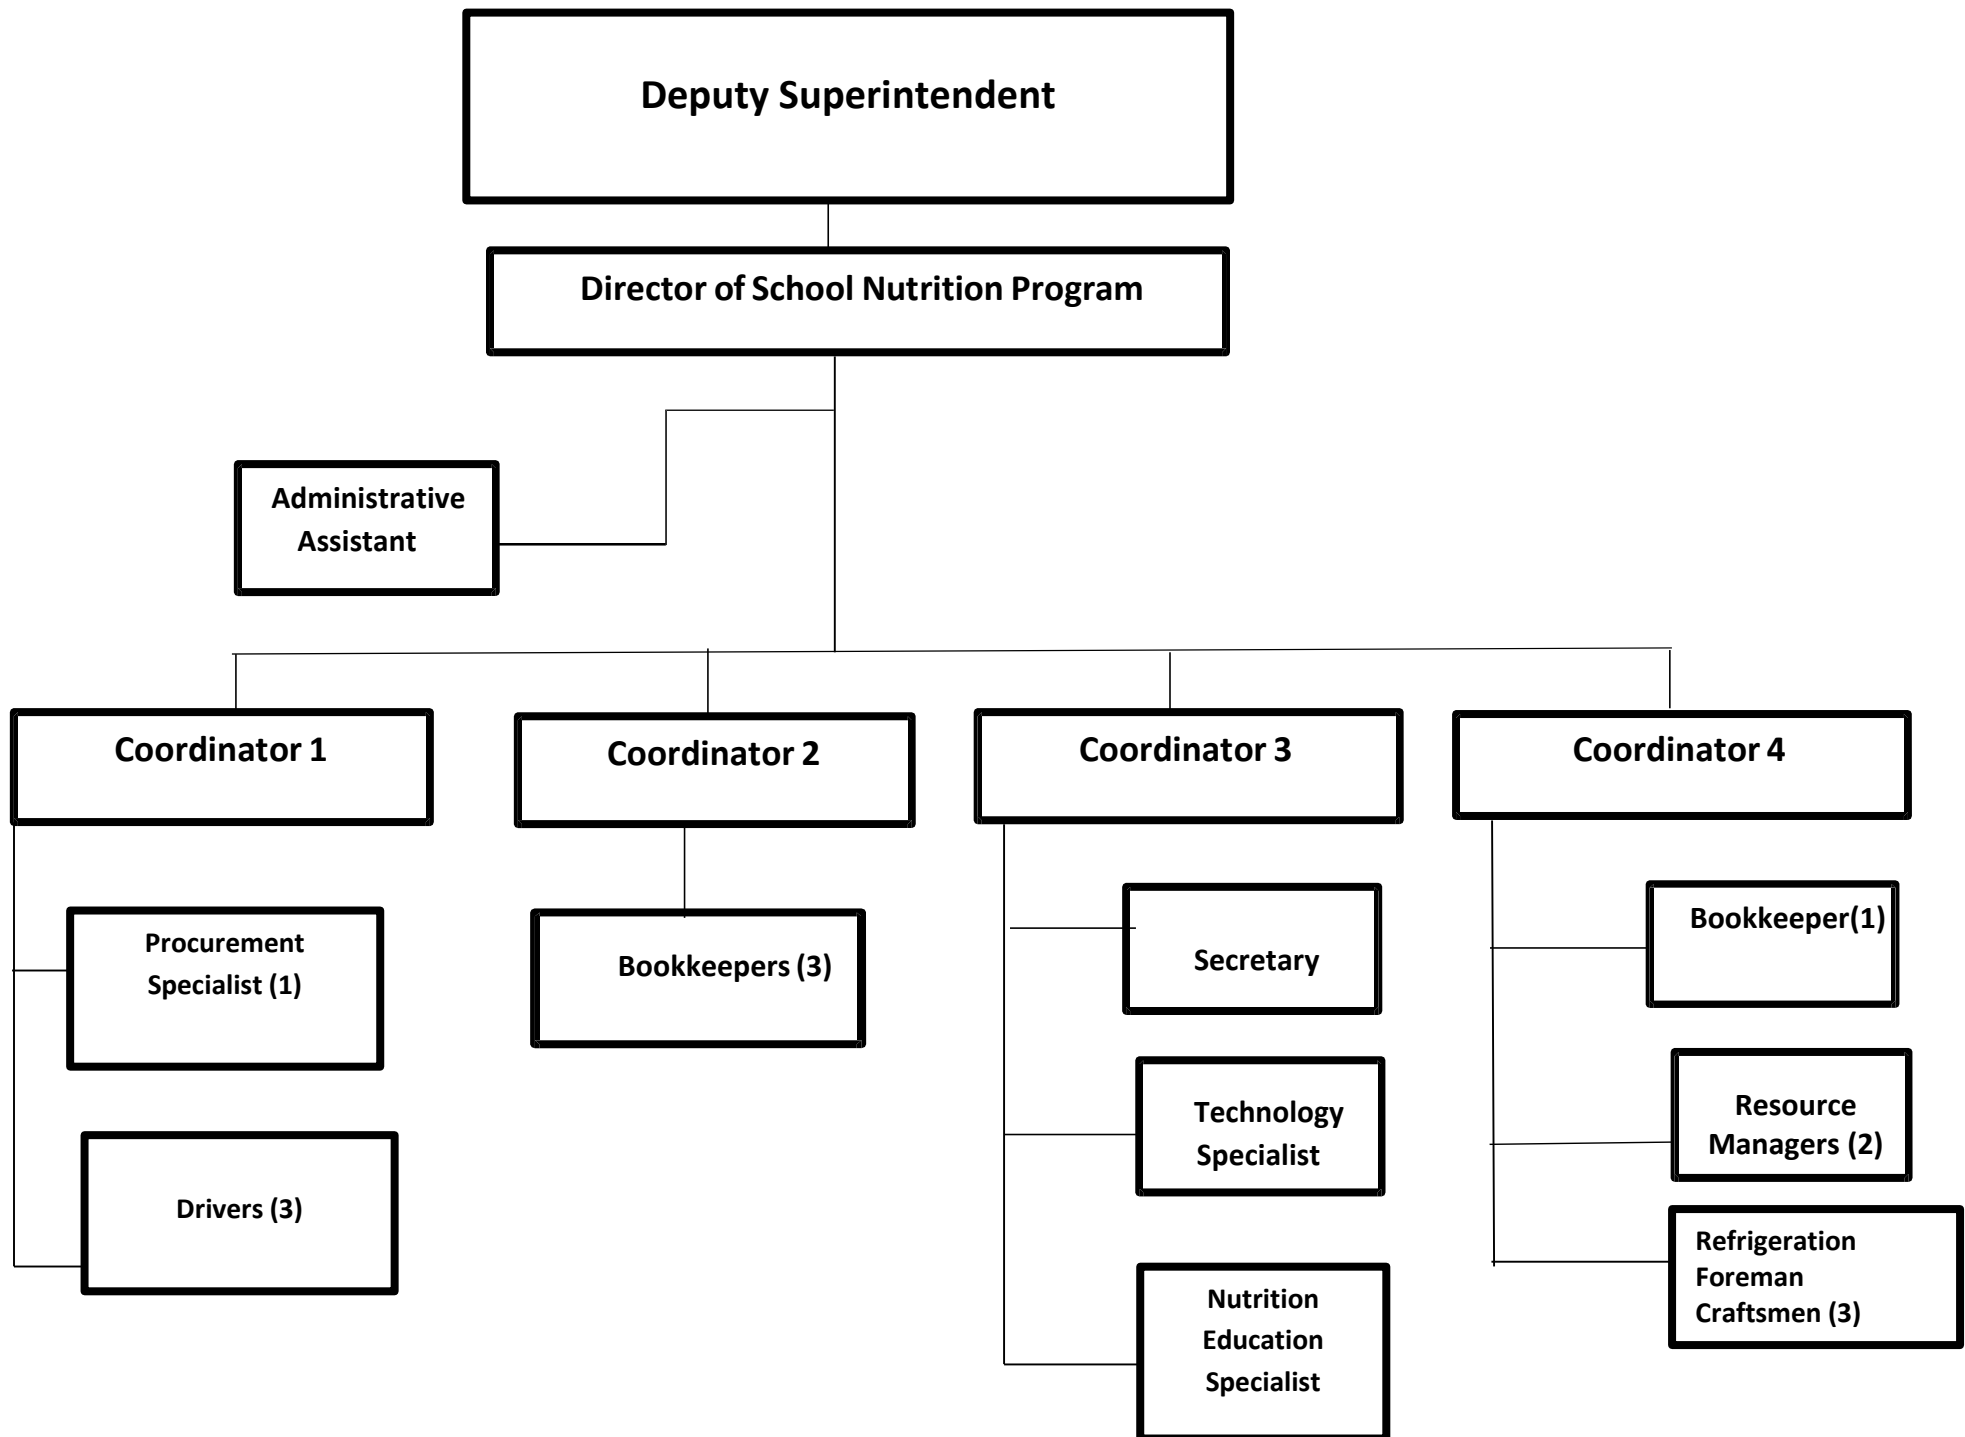 Deputy Superintendent
Director of School Nutrition Program
Administrative
Assistant
Coordinator 1
Coordinator 2
Coordinator 3
Coordinator 4
Procurement
Specialist (1)
Drivers (3)
Bookkeepers (3)
Secretary
Technology
Specialist
Nutrition
Education
Specialist
Bookkeeper(1)
Resource
Managers (2)
Refrigeration
Foreman
Craftsmen (3)